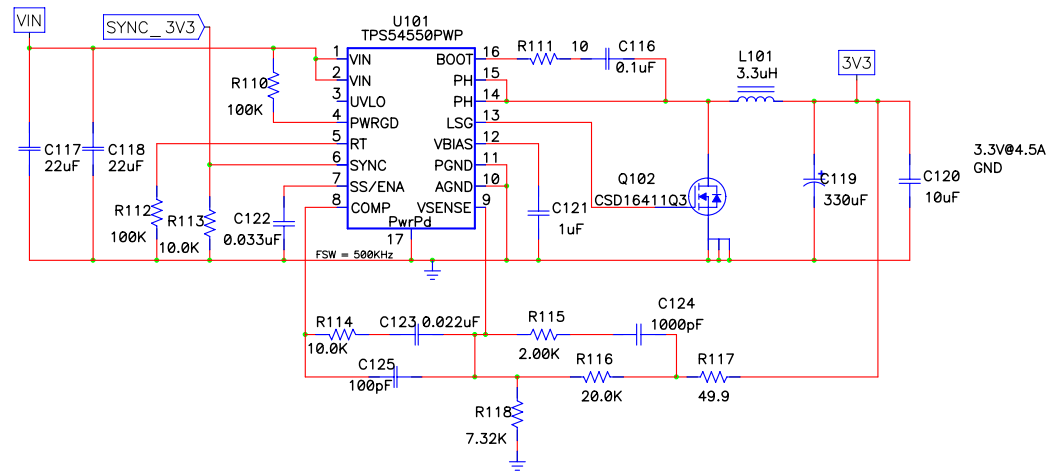 VIN
SYNC_ 3V3
U101
TPS54550PWP
1 VIN
2 VIN
3 UVLO
4 PWRGD
5 RT
6 SYNC
7 SS/ENA
8 COMP
BOOT 16
PH 15
PH 14
LSG 13
VBIAS 12
PGND 11
AGND 10
VSENSE 9
PwrPd
17
R110
100K
C117
22uF
C118
22uF
R112
100K
R113
10.0K
C122
0.033uF
FSW = 500KHz
R111 10
C116
0.1uF
L101
3.3uH
3V3
Q102
CSD16411Q3
C121
1uF
C119
330uF
C120
10uF
3.3V@4.5A
GND
R114
10.0K
C123 0.022uF
C125
100pF
R115
2.00K
C124
1000pF
R116
20.0K
R117
49.9
R118
7.32K